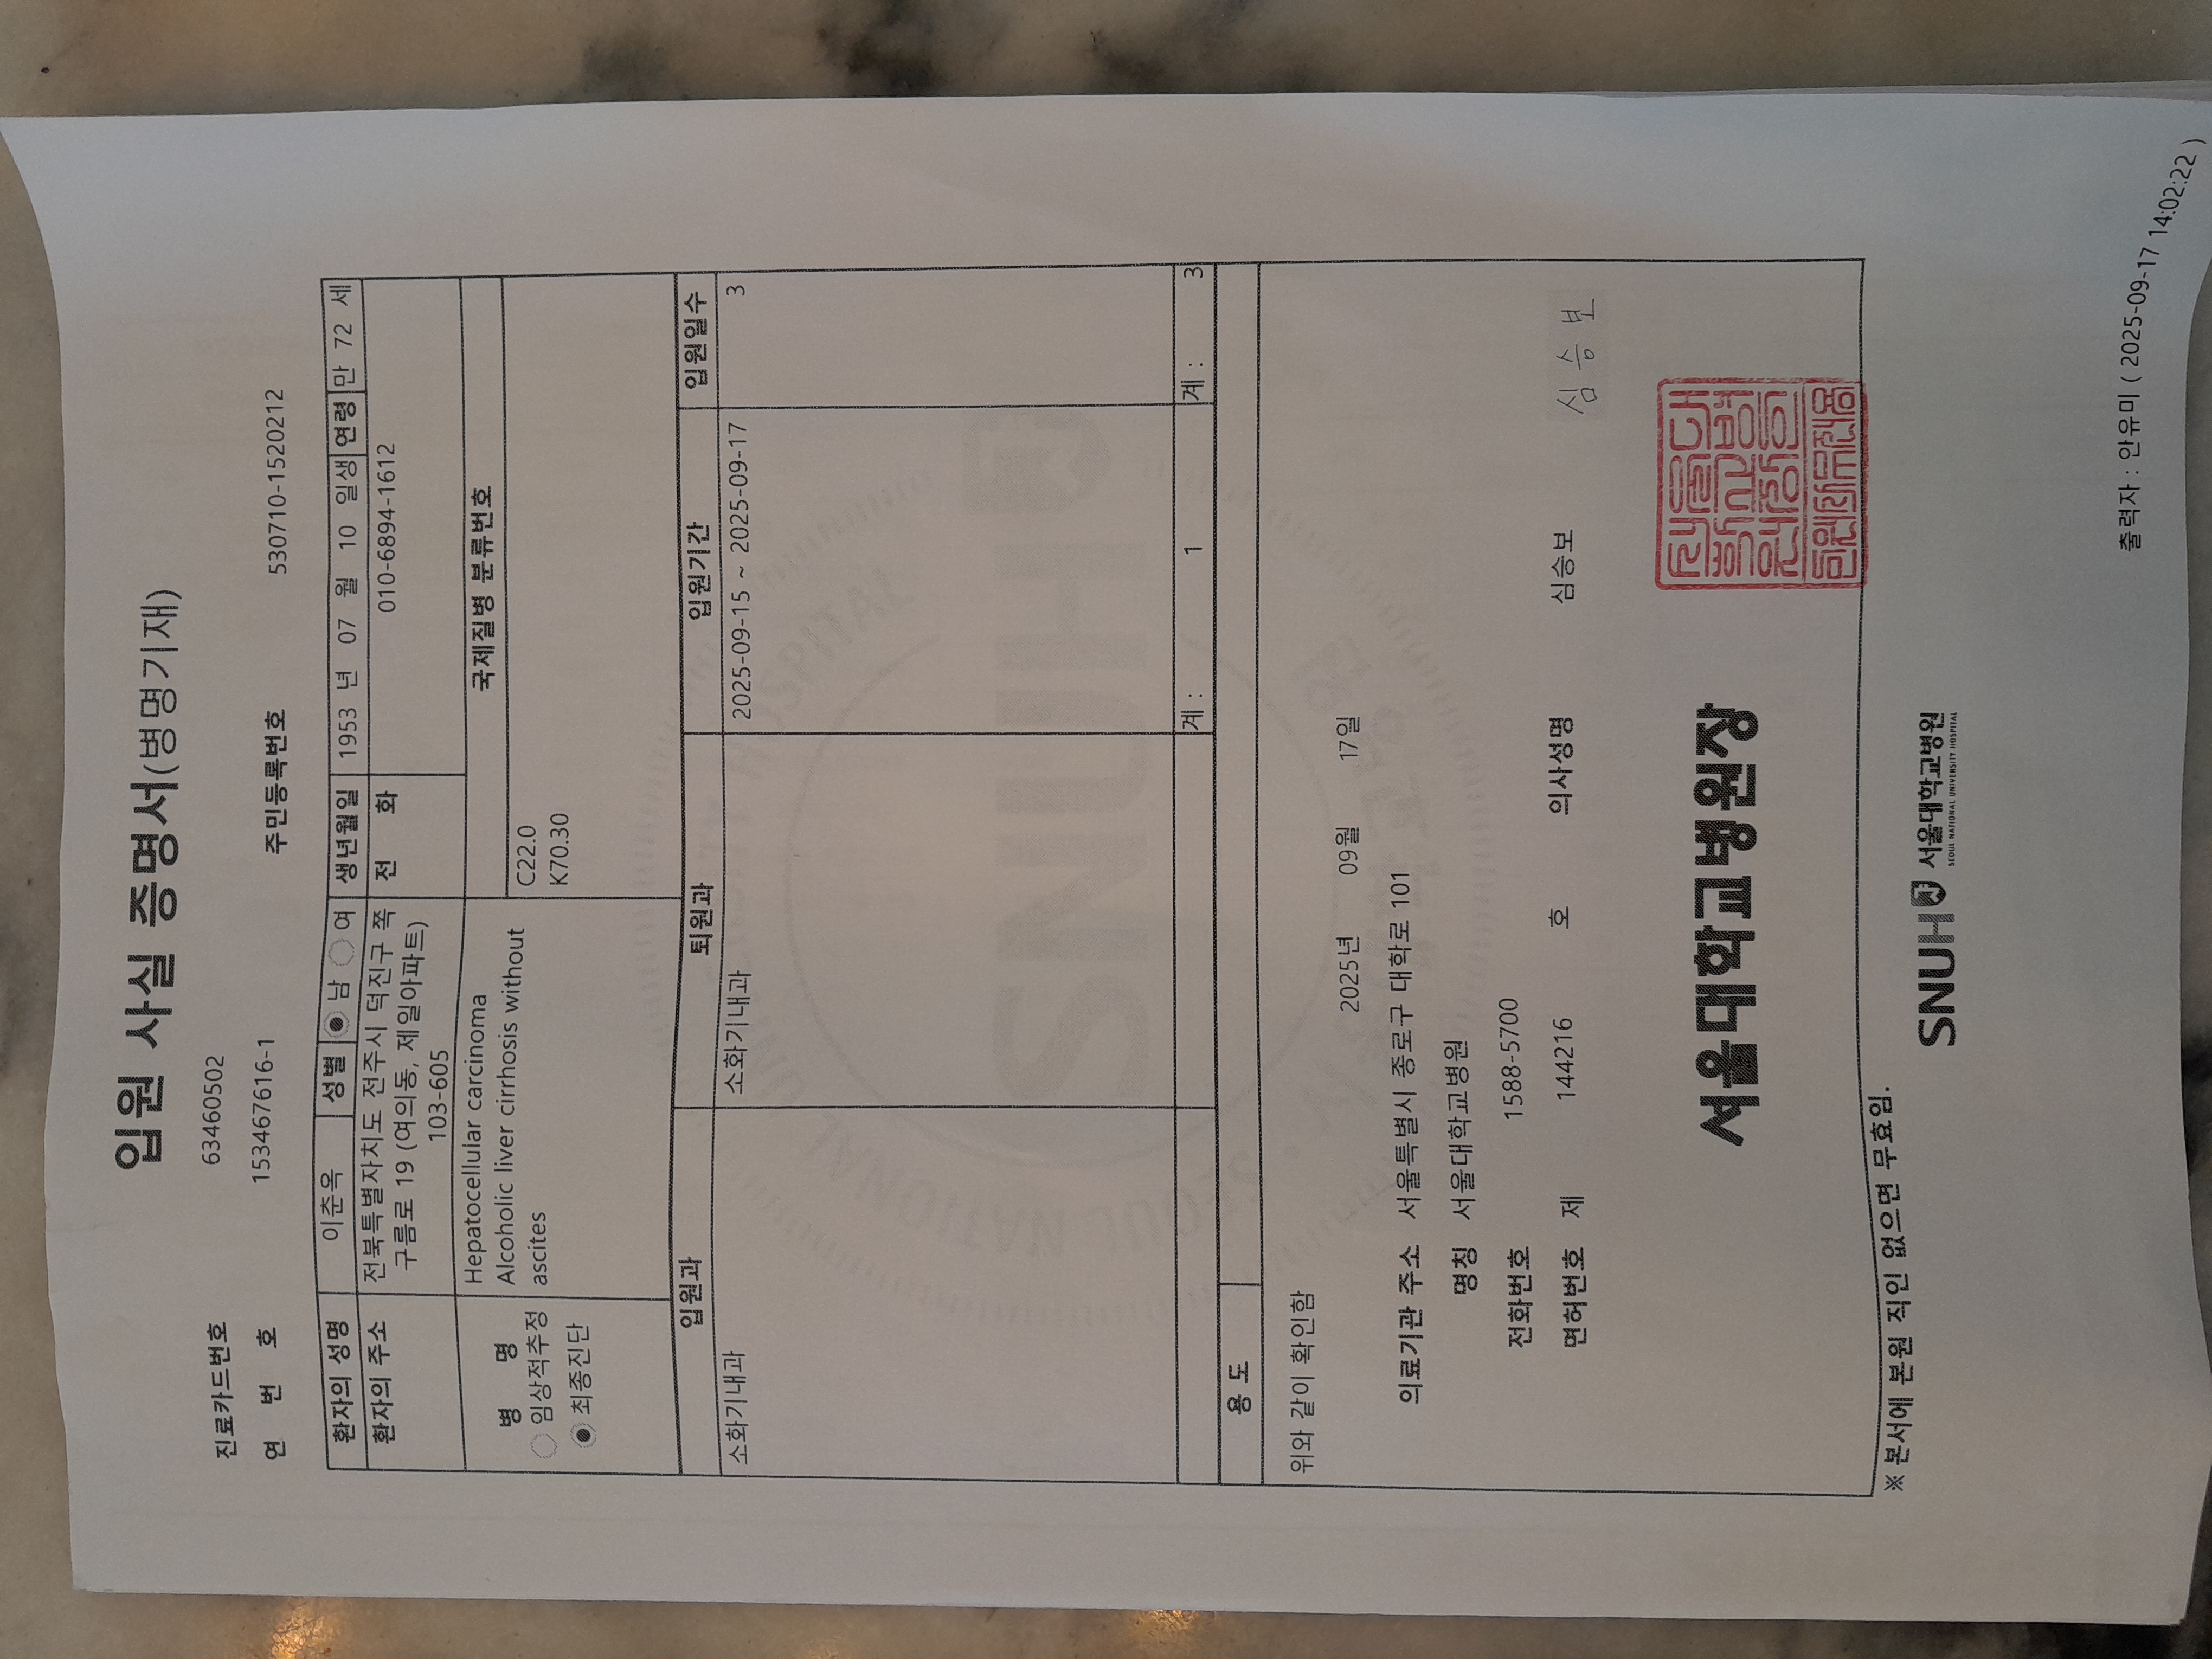 입원 사실 증명서(병명기재)
진료카드번호 63460502
연 번 호 153467616-1 주민등록번호 530710-1520212
환자의 성명 이춘옥 성별 남 여 생년월일 1953 년 07 월 10 일생 연령 만 72 세
환자의 주소 전북특별자치도 전주시 덕진구 쪽 전 화 010-6894-1612
구름로 19 (여의동, 제일아파트)
103-605
병 명 Hepatocellular carcinoma 국제질병 분류번호
임상적추정 Alcoholic liver cirrhosis without C22.0
최종진단 ascites K70.30
입원과 퇴원과 입원기간 입원일수
소화기내과 소화기내과 2025-09-15 ~ 2025-09-17 3
계 : 1 계 : 3
용 도
위와 같이 확인함
2025년 09월 17일
의료기관 주소 서울특별시 종로구 대학로 101
명칭 서울대학교병원
전화번호 1588-5700
면허번호 제 144216 호 의사성명 심승보 심승보
서울대학교병원장
※ 본서에 본원 직인 없으면 무효임.
SNUH 서울대학교병원
SEOUL NATIONAL UNIVERSITY HOSPITAL
출력자 : 안유미 ( 2025-09-17 14:02:22 )